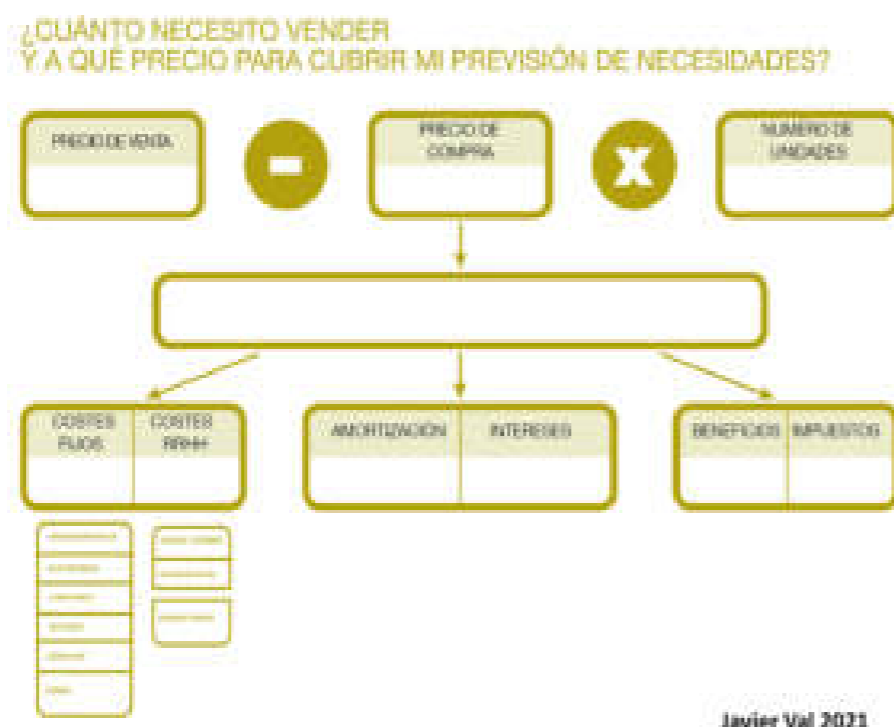 ¿CUÁNTO NECESITO VENDER
Y A QUÉ PRECIO PARA CUBRIR MI PREVISIÓN DE NECESIDADES?
PRECIO DE VENTA
-
PRECIO DE
COMPRA
X
NUMERO DE
UNIDADES
COSTES
FIJOS
COSTES
RRHH
AMORTIZACIÓN
INTERESES
BENEFICIOS
IMPUESTOS
Javier Val 2021